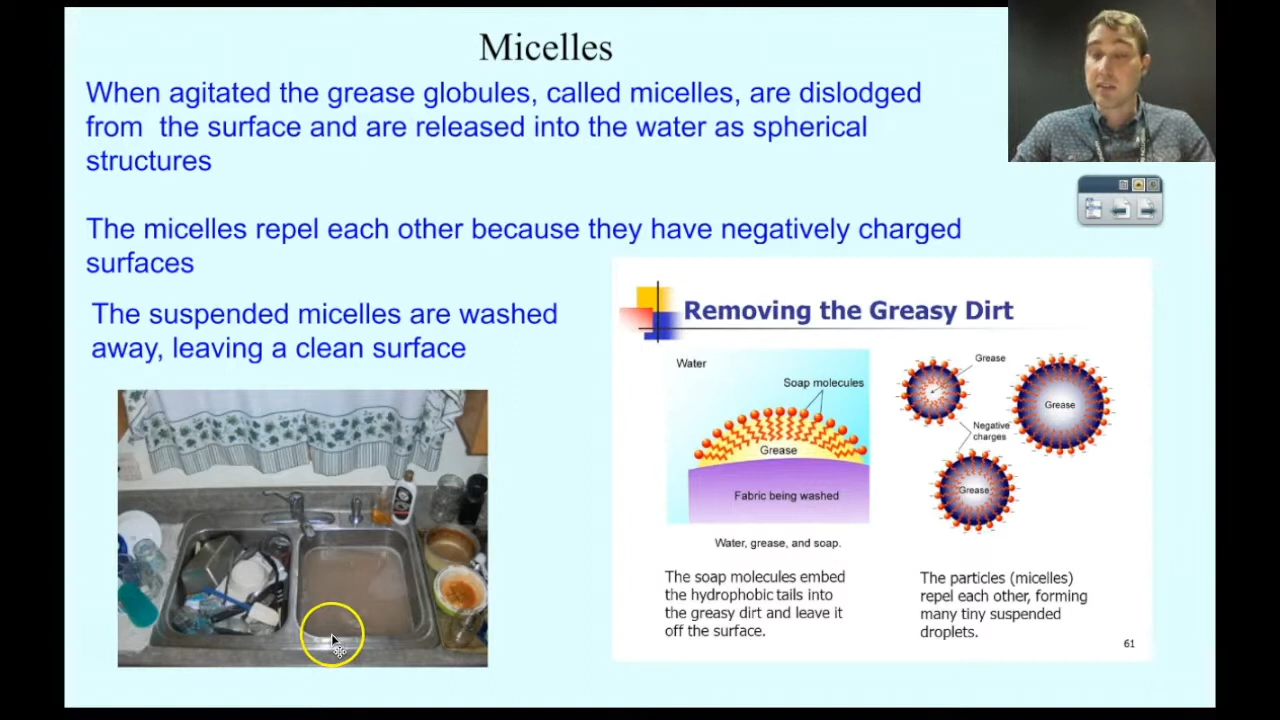 Micelles
When agitated the grease globules, called micelles, are dislodged
from the surface and are released into the water as spherical
structures
The micelles repel each other because they have negatively charged
surfaces
The suspended micelles are washed
away, leaving a clean surface
Removing the Greasy Dirt
Water
Soap molecules
Grease
Fabric being washed
Water, grease, and soap.
The soap molecules embed
the hydrophobic tails into
the greasy dirt and leave it
off the surface.
Grease
Grease
Negative
charges
Grease
The particles (micelles)
repel each other, forming
many tiny suspended
droplets.
61